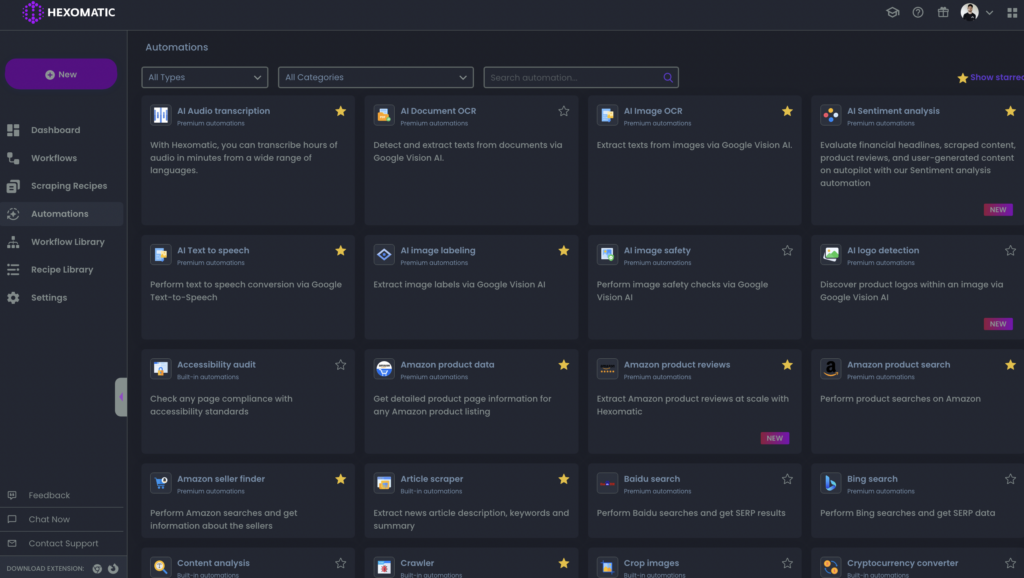 HEXOMATIC
New
Dashboard
Workflows
Scraping Recipes
Automations
Workflow Library
Recipe Library
Settings
Feedback
Chat Now
Contact Support
DOWNLOAD EXTENSION:
Automations
All Types
All Categories
Search automation...
Show starred
AI Audio transcription
Premium automations
With Hexomatic, you can transcribe hours of
audio in minutes from a wide range of
languages.
AI Document OCR
Premium automations
Detect and extract texts from documents via
Google Vision AI.
AI Image OCR
Premium automations
Extract texts from images via Google Vision AI.
AI Sentiment analysis
Premium automations
Evaluate financial headlines, scraped content,
product reviews, and user-generated content
on autopilot with our Sentiment analysis
automation
NEW
AI Text to speech
Premium automations
Perform text to speech conversion via Google
Text-to-Speech
AI image labeling
Premium automations
Extract image labels via Google Vision AI
AI image safety
Premium automations
Perform image safety checks via Google
Vision AI
AI logo detection
Premium automations
Discover product logos within an image via
Google Vision AI
NEW
Accessibility audit
Built-in automations
Check any page compliance with
accessibility standards
Amazon product data
Premium automations
Get detailed product page information for
any Amazon product listing
Amazon product reviews
Premium automations
Extract Amazon product reviews at scale with
Hexomatic
NEW
Amazon product search
Premium automations
Perform product searches on Amazon
Amazon seller finder
Premium automations
Perform Amazon searches and get
information about the sellers
Article scraper
Built-in automations
Extract news article description, keywords and
summary
Baidu search
Premium automations
Perform Baidu searches and get SERP results
Bing search
Premium automations
Perform Bing searches and get SERP data
Content analysis
Built-in automations
Crawler
Built-in automations
Crop images
Built-in automations
Cryptocurrency converter
Built-in automations